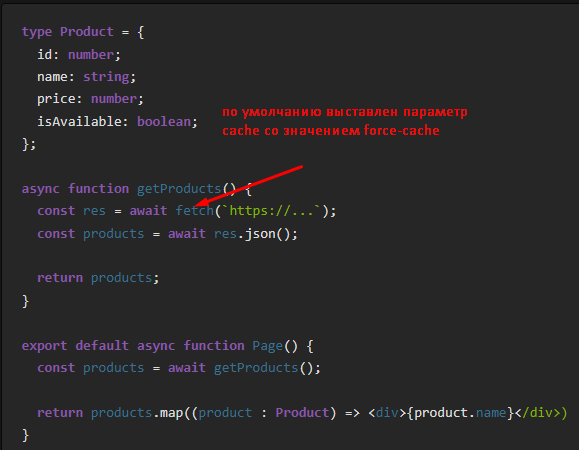 type Product = {
id: number;
name: string;
price: number;
isAvailable: boolean;
};
по умолчанию выставлен параметр
cache со значением force-cache
async function getProducts() {
const res = await fetch(`https://...`);
const products = await res.json();
return products;
}
export default async function Page() {
const products = await getProducts();
return products.map((product : Product) => <div>{product.name}</div>)
}